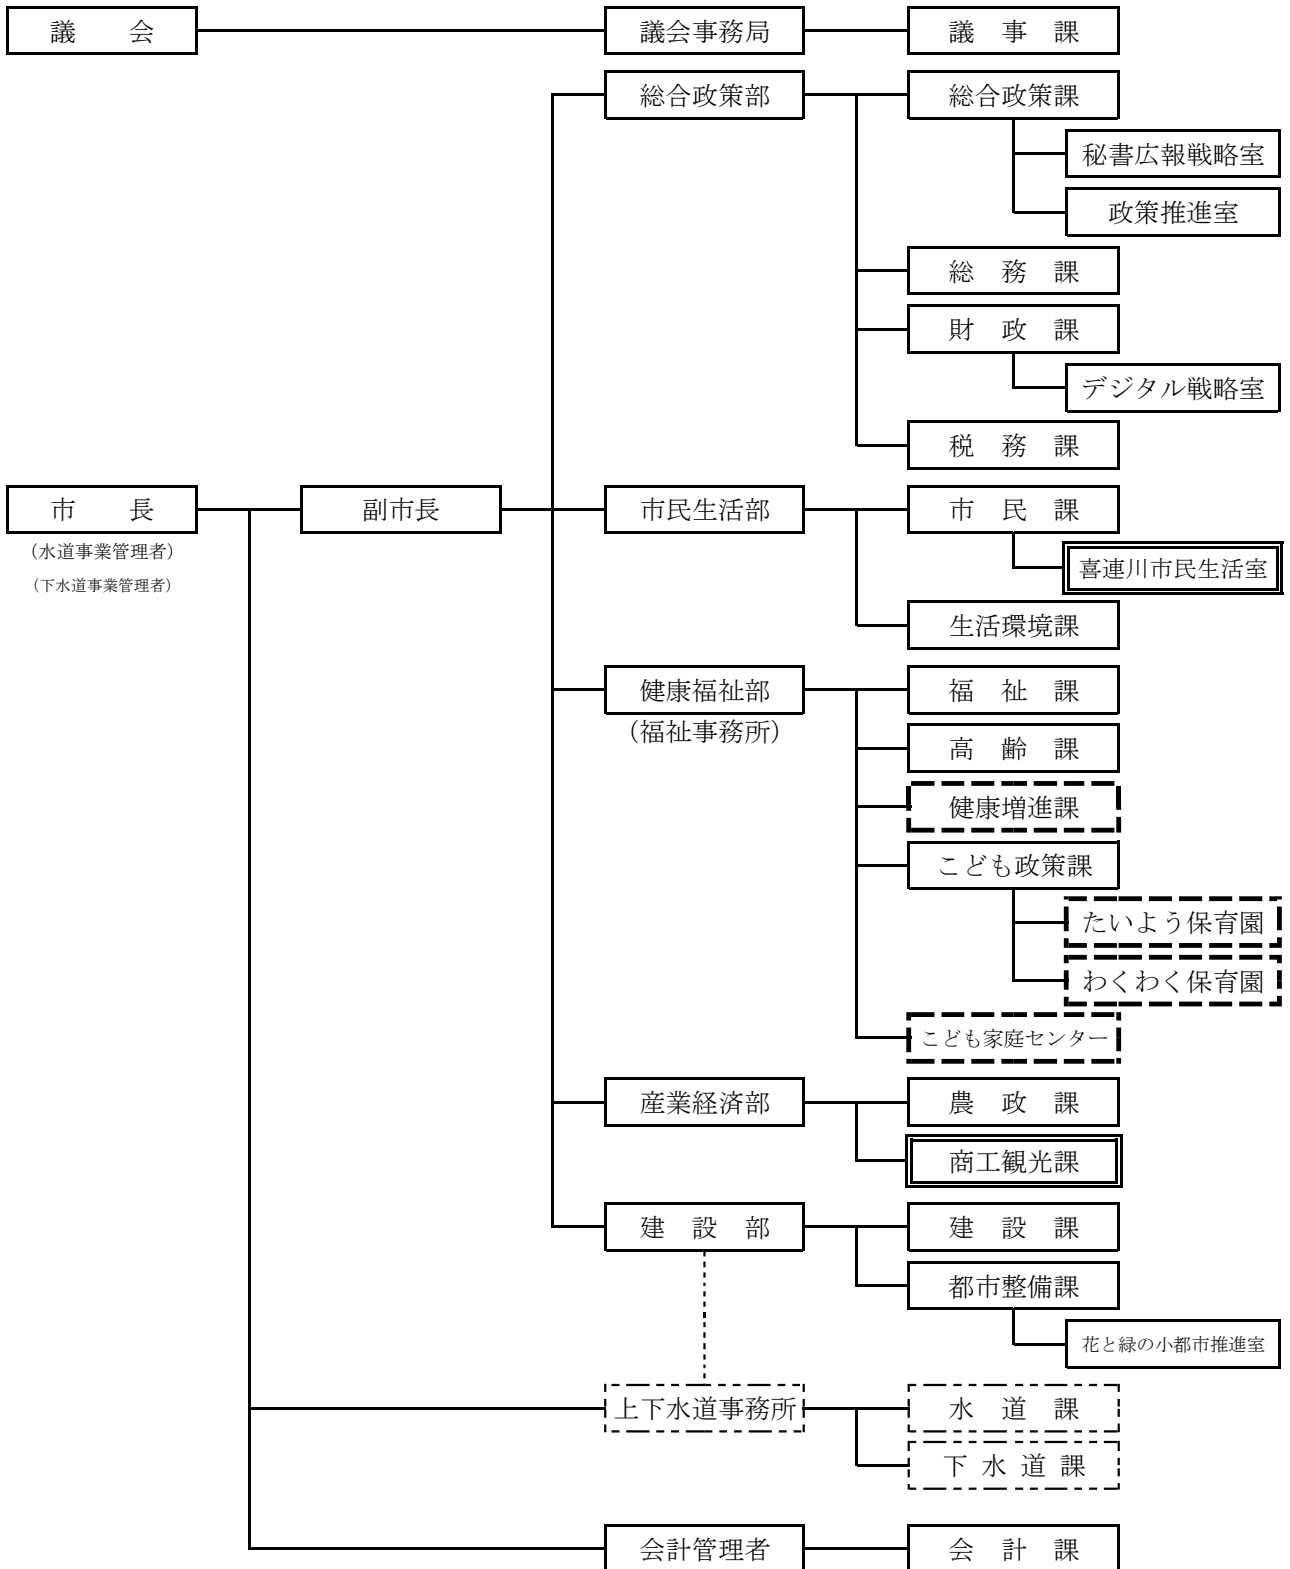 議　　会
議会事務局
議　事　課
総合政策部
総合政策課
秘書広報戦略室
政策推進室
総　務　課
財　政　課
デジタル戦略室
税　務　課
市　　長
（水道事業管理者）
（下水道事業管理者）
副市長
市民生活部
市　民　課
喜連川市民生活室
生活環境課
健康福祉部
（福祉事務所）
福　祉　課
高　齢　課
健康増進課
こども政策課
たいよう保育園
わくわく保育園
こども家庭センター
産業経済部
農　政　課
商工観光課
建　設　部
建　設　課
都市整備課
花と緑の小都市推進室
上下水道事務所
水　道　課
下 水 道 課
会計管理者
会　計　課